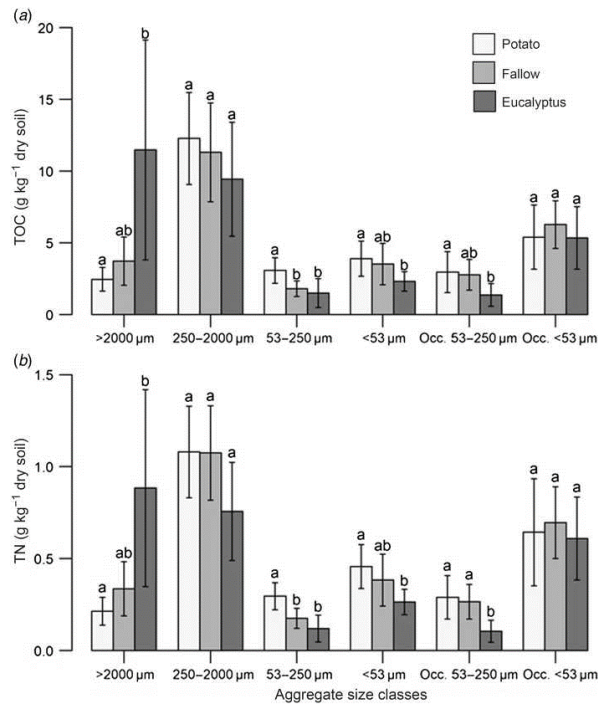 (a)
20
15
10
5
0
TOC (g kg⁻¹ dry soil)
Potato
Fallow
Eucalyptus
a ab b a a a a b b a ab b a ab b a a a
>2000 µm 250–2000 µm 53–250 µm <53 µm Occ. 53–250 µm Occ. <53 µm
(b)
1.5
1.0
0.5
0.0
TN (g kg⁻¹ dry soil)
a ab b a a a a b b a ab b a a b a a a
>2000 µm 250–2000 µm 53–250 µm <53 µm Occ. 53–250 µm Occ. <53 µm
Aggregate size classes